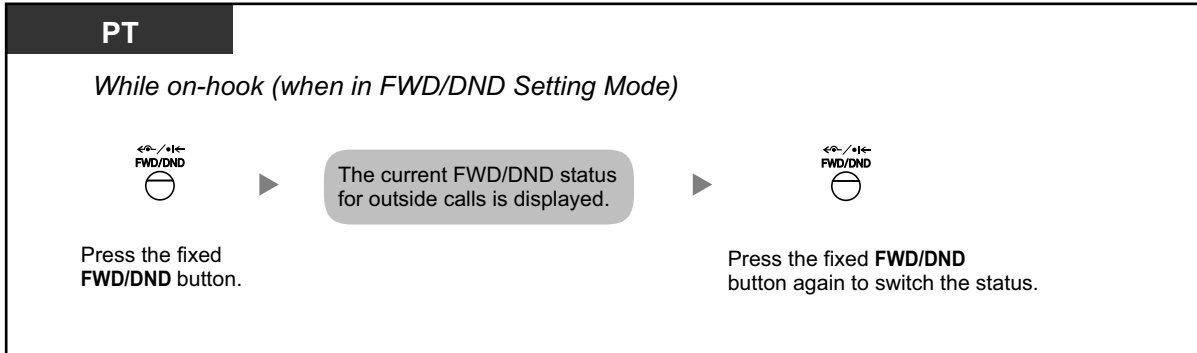 PT
While on-hook (when in FWD/DND Setting Mode)
FWD/DND
The current FWD/DND status
for outside calls is displayed.
FWD/DND
Press the fixed
FWD/DND button.
Press the fixed FWD/DND
button again to switch the status.